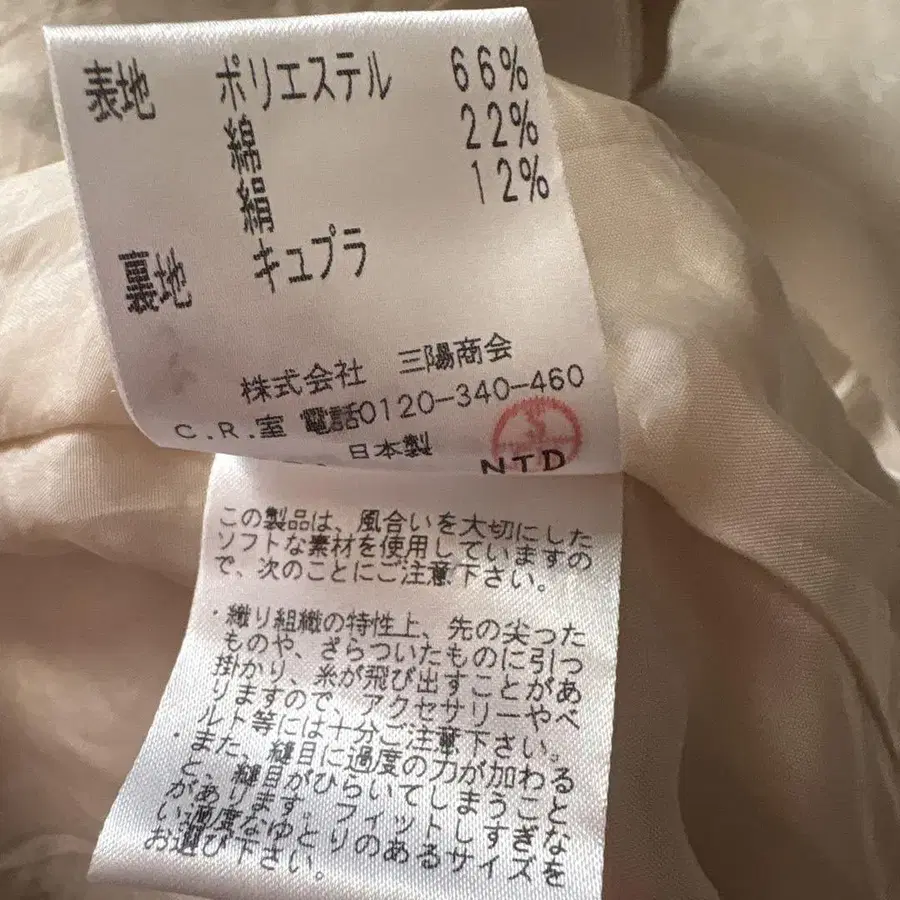 表地 ポリエステル 66%
綿 22%
絹 12%
裏地 キュプラ
株式会社 三陽商会
C.R.室 電話0120-340-460
日本製
NTD
この製品は、風合いを大切にした
ソフトな素材を使用していますの
で、次のことにご注意下さい。
・織り組織の特性上、先の尖った
ものや、ざらついたものに引っ
掛かり、糸が飛び出すことがあ
りますので、アクセサリーやベ
ルト等には十分ご注意下さい。
・また、縫目に過度の力が加わる
と、縫目がひらいてしまうことな
があります。フィットしすぎを
い適度なゆとりのあるサイズ
お選び下さい。